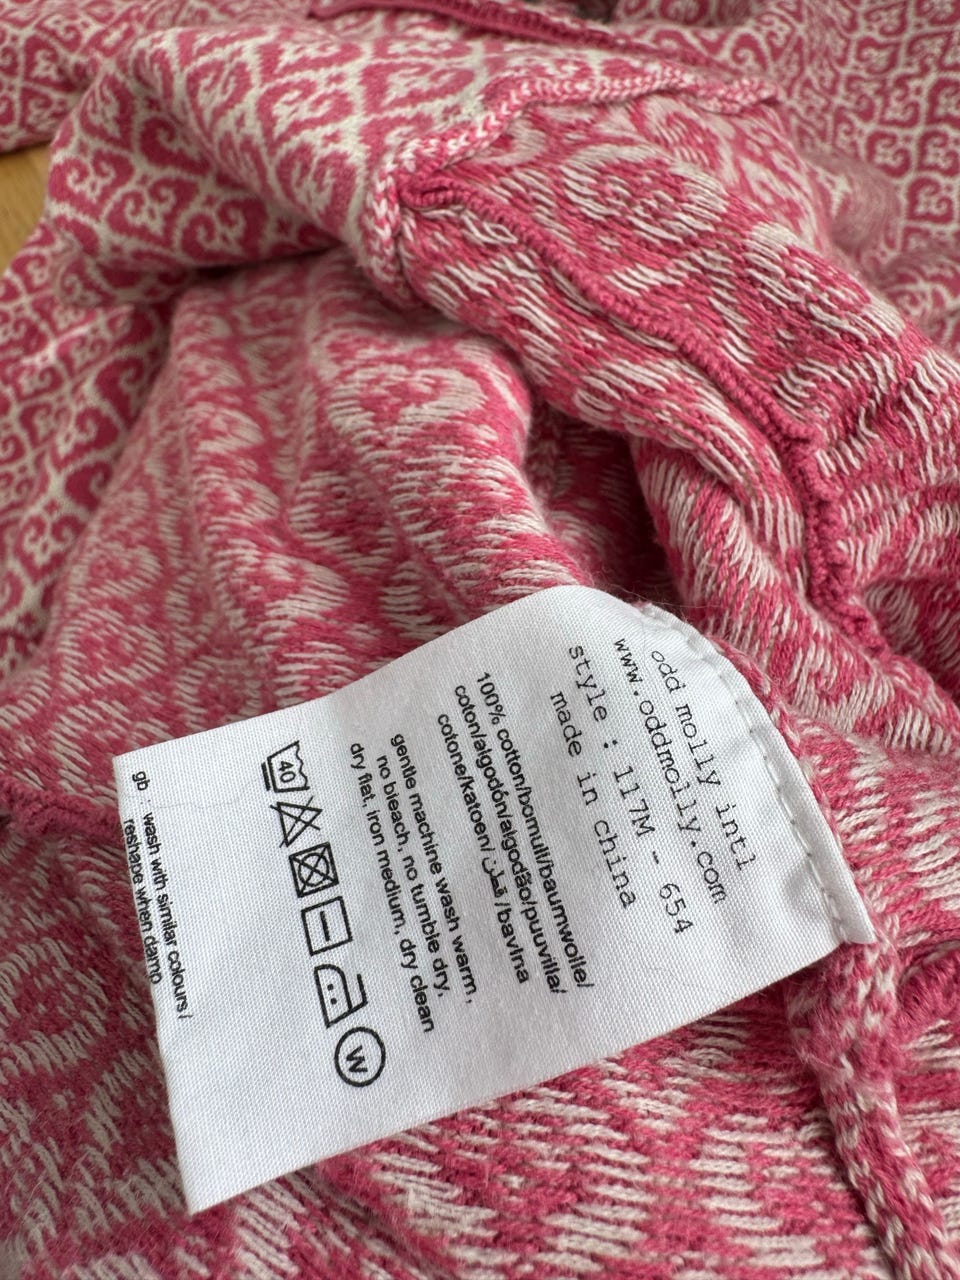 odd molly intl
www.oddmolly.com
style : 117M - 654
made in china
100% cotton/bomull/baumwolle/
coton/algodón/algodão/puuvilla/
cotone/katoen/قطن/bavlna
gentle machine wash warm,
no bleach, no tumble dry,
dry flat, iron medium, dry clean
40
W
gb : wash with similar colours/
reshape when damp